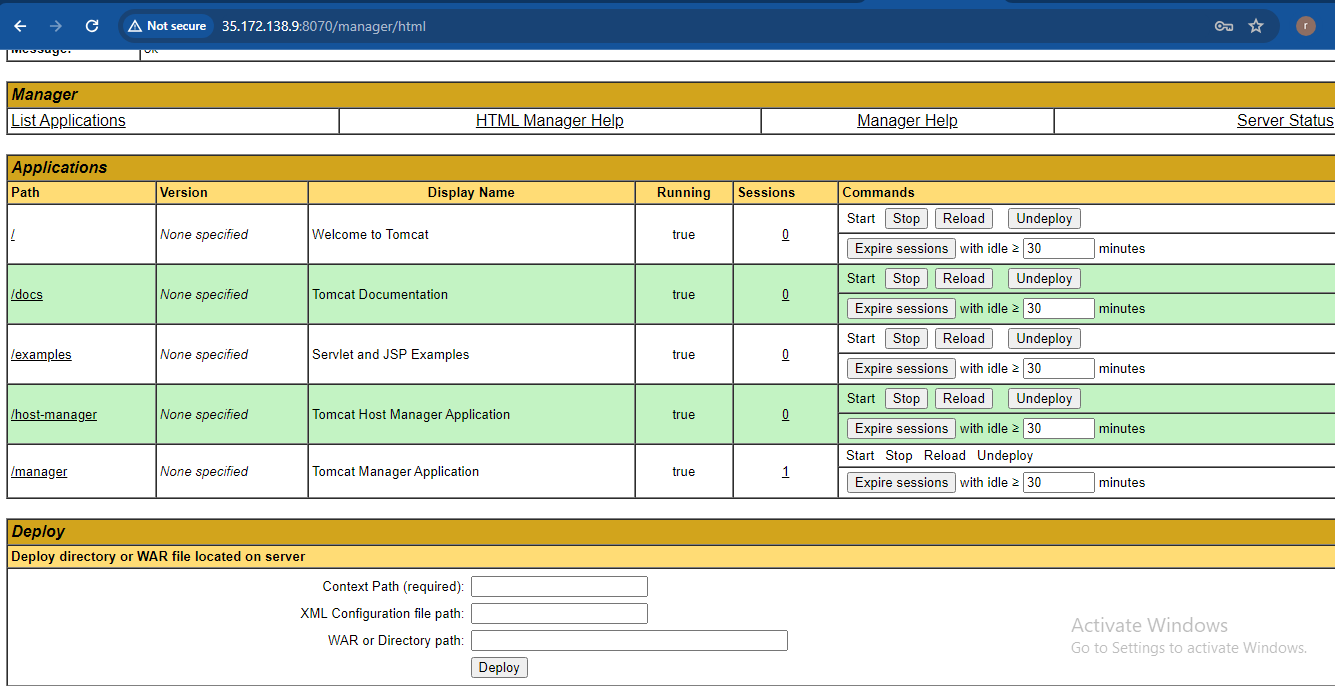 Not secure 35.172.138.9:8070/manager/html r
Message: OK
Manager
List Applications HTML Manager Help Manager Help Server Status
Applications
Path Version Display Name Running Sessions Commands
/ None specified Welcome to Tomcat true 0 Start Stop Reload Undeploy
Expire sessions with idle ≥ 30 minutes
/docs None specified Tomcat Documentation true 0 Start Stop Reload Undeploy
Expire sessions with idle ≥ 30 minutes
/examples None specified Servlet and JSP Examples true 0 Start Stop Reload Undeploy
Expire sessions with idle ≥ 30 minutes
/host-manager None specified Tomcat Host Manager Application true 0 Start Stop Reload Undeploy
Expire sessions with idle ≥ 30 minutes
/manager None specified Tomcat Manager Application true 1 Start Stop Reload Undeploy
Expire sessions with idle ≥ 30 minutes
Deploy
Deploy directory or WAR file located on server
Context Path (required):
XML Configuration file path:
WAR or Directory path:
Deploy
Activate Windows
Go to Settings to activate Windows.